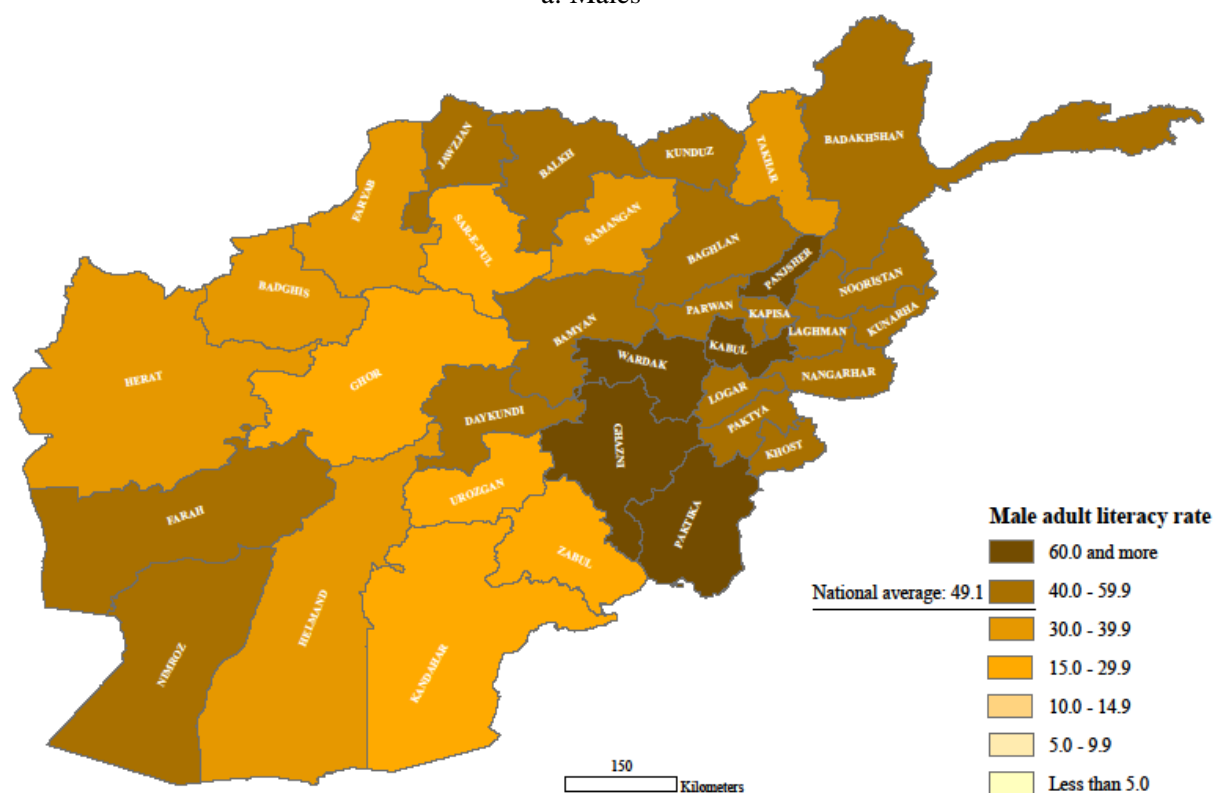 a. Males
BADAKHSHAN
JAWZJAN
BALKH
KUNDUZ
TAKHAR
FARYAB
SAR-E-PUL
SAMANGAN
BAGHLAN
PANJSHER
NOORISTAN
BADGHIS
PARWAN
KAPISA
KUNARHA
LAGHMAN
BAMYAN
KABUL
WARDAK
HERAT
GHOR
NANGARHAR
LOGAR
DAYKUNDI
PAKTYA
KHOST
GHAZNI
UROZGAN
FARAH
PAKTIKA
ZABUL
HELMAND
NIMROZ
KANDAHAR
Male adult literacy rate
60.0 and more
National average: 49.1
40.0 - 59.9
30.0 - 39.9
15.0 - 29.9
10.0 - 14.9
5.0 - 9.9
Less than 5.0
150
Kilometers